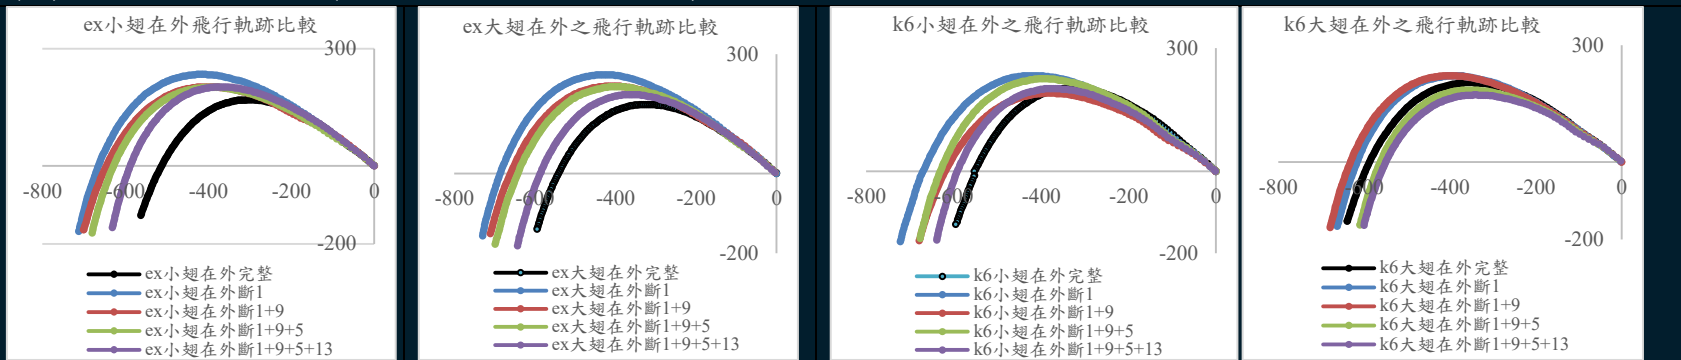 ex小翅在外飛行軌跡比較
300
-800
-600
-400
-200
0
-200
ex小翅在外完整
ex小翅在外斷1
ex小翅在外斷1+9
ex小翅在外斷1+9+5
ex小翅在外斷1+9+5+13
ex大翅在外之飛行軌跡比較
300
-800
-600
-400
-200
0
-200
ex大翅在外完整
ex大翅在外斷1
ex大翅在外斷1+9
ex大翅在外斷1+9+5
ex大翅在外斷1+9+5+13
k6小翅在外之飛行軌跡比較
300
-800
-600
-400
-200
0
-200
k6小翅在外完整
k6小翅在外斷1
k6小翅在外斷1+9
k6小翅在外斷1+9+5
k6小翅在外斷1+9+5+13
k6大翅在外之飛行軌跡比較
300
-800
-600
-400
-200
0
-200
k6大翅在外完整
k6大翅在外斷1
k6大翅在外斷1+9
k6大翅在外斷1+9+5
k6大翅在外斷1+9+5+13